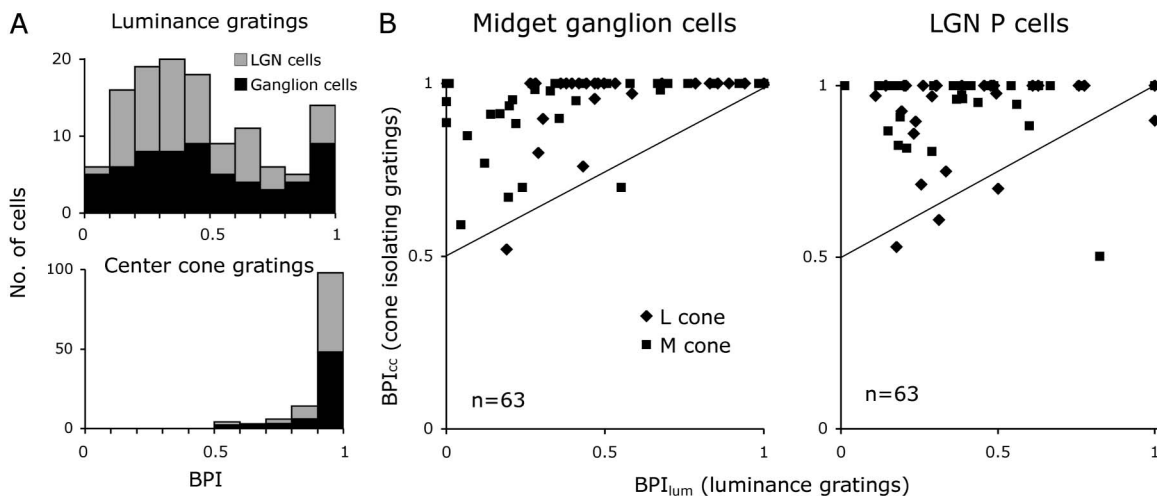 A
Luminance gratings
LGN cells
Ganglion cells
20
10
0
0
0.5
1
No. of cells
Center cone gratings
100
50
0
0
0.5
1
BPI
B
Midget ganglion cells
1
0.5
0
0
0.5
1
BPIcc (cone isolating gratings)
L cone
M cone
n=63
LGN P cells
1
0.5
0
0
0.5
1
n=63
BPIlum (luminance gratings)